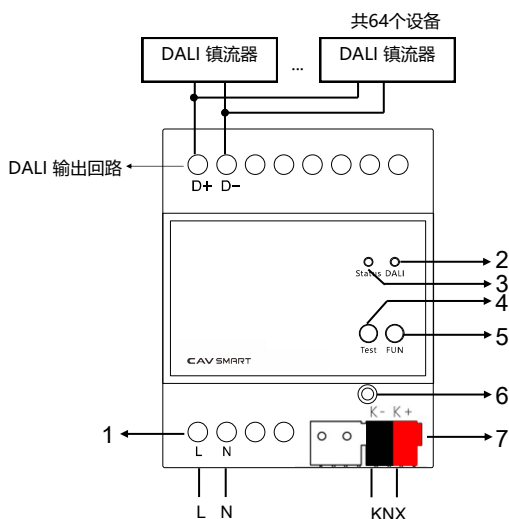 共64个设备
DALI 镇流器 ... DALI 镇流器
DALI 输出回路
D+ D-
2
Status DALI
3
4
5
Test FUN
CAV SMART
6
K- K+
1
7
L N
L N KNX